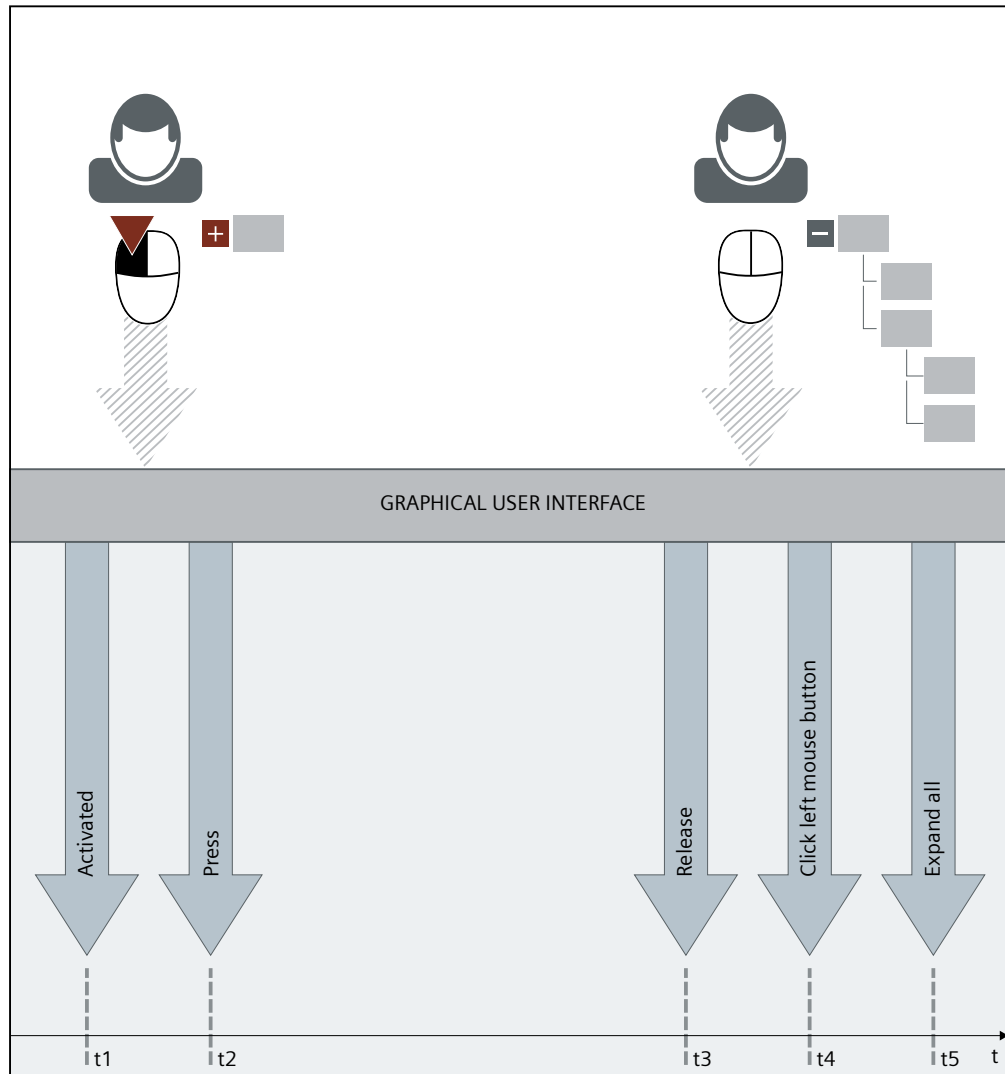 GRAPHICAL USER INTERFACE
Activated
Press
Release
Click left mouse button
Expand all
t1
t2
t3
t4
t5
t